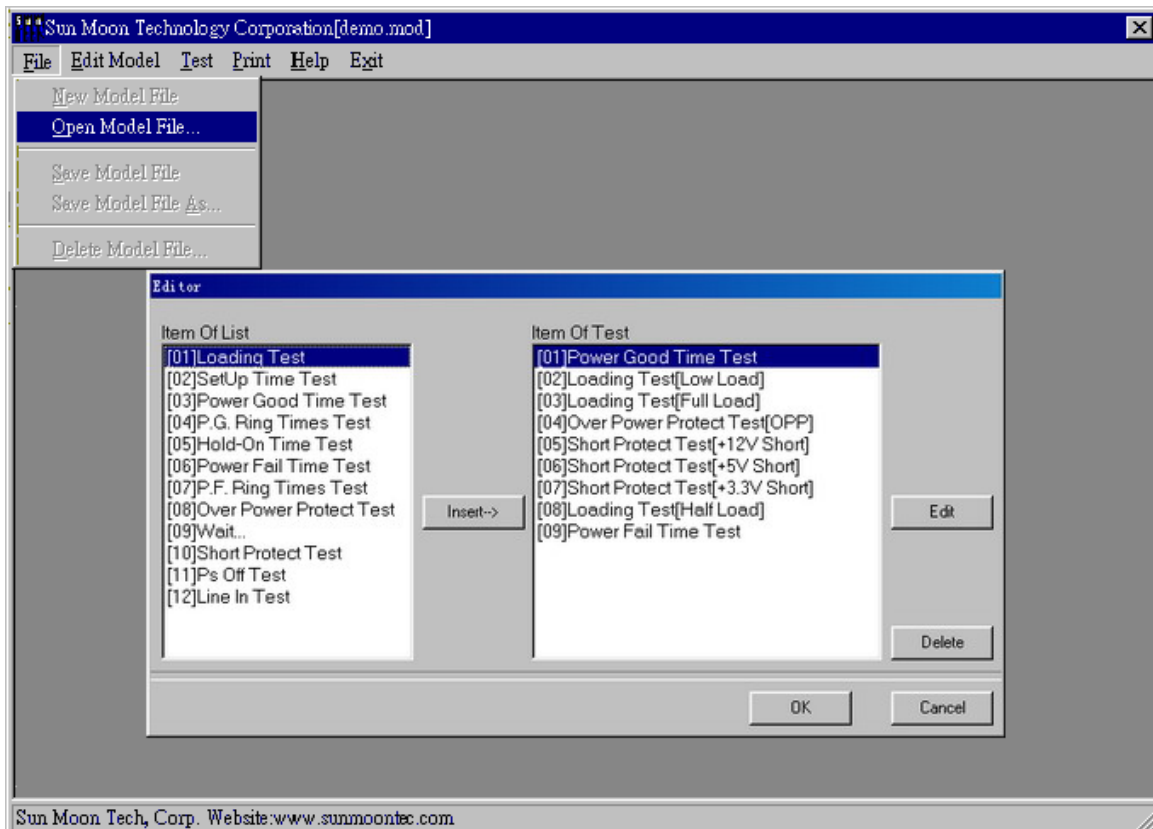 Sun Moon Technology Corporation[demo.mod]
File Edit Model Test Print Help Exit
New Model File
Open Model File...
Save Model File
Save Model File As...
Delete Model File...
Editor
Item Of List
[01]Loading Test
[02]SetUp Time Test
[03]Power Good Time Test
[04]P.G. Ring Times Test
[05]Hold-On Time Test
[06]Power Fail Time Test
[07]P.F. Ring Times Test
[08]Over Power Protect Test
[09]Wait...
[10]Short Protect Test
[11]Ps Off Test
[12]Line In Test
Insert-->
Item Of Test
[01]Power Good Time Test
[02]Loading Test[Low Load]
[03]Loading Test[Full Load]
[04]Over Power Protect Test[OPP]
[05]Short Protect Test[+12V Short]
[06]Short Protect Test[+5V Short]
[07]Short Protect Test[+3.3V Short]
[08]Loading Test[Half Load]
[09]Power Fail Time Test
Edit
Delete
OK
Cancel
Sun Moon Tech, Corp. Website:www.sunmoontec.com